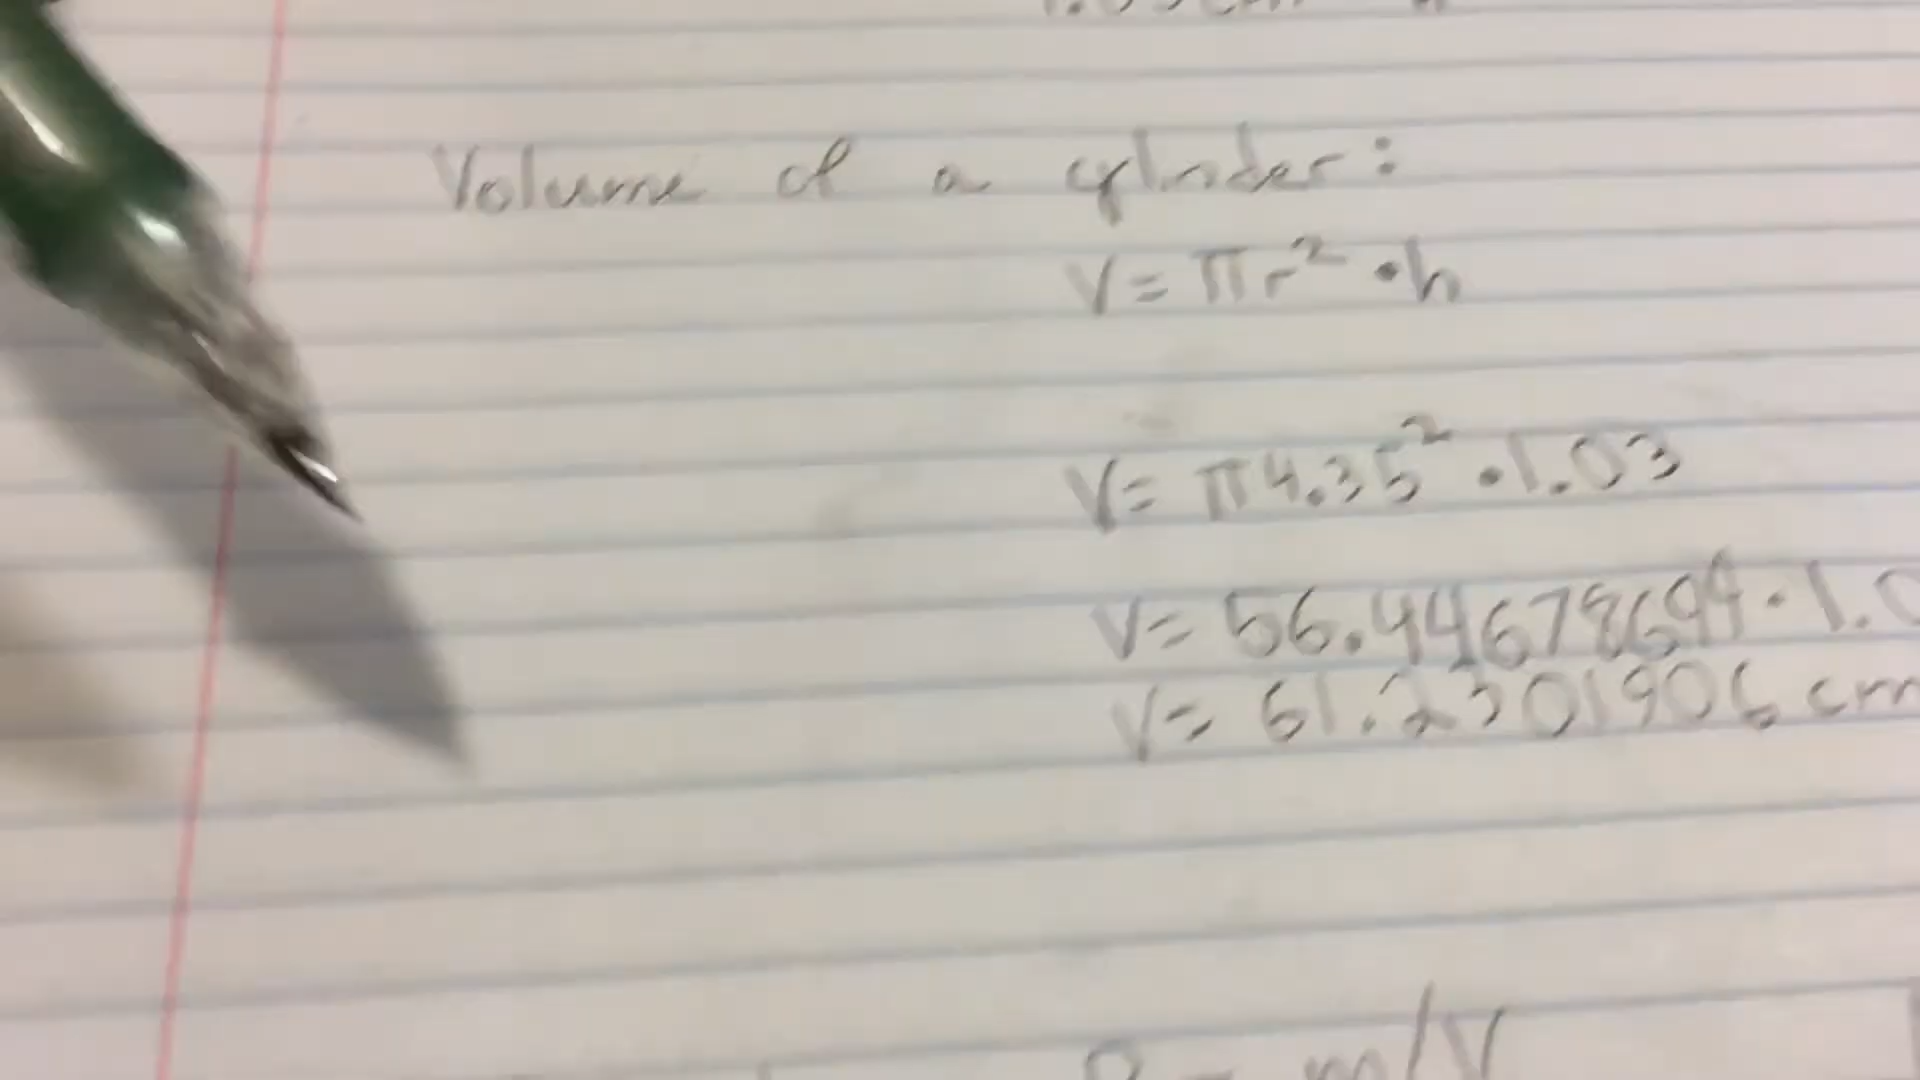 Volume of a cylinder:
V = πr² • h
V = π4.35² • 1.03
V = 56.44678699 • 1.0
V = 61.2301906 cm
m/V